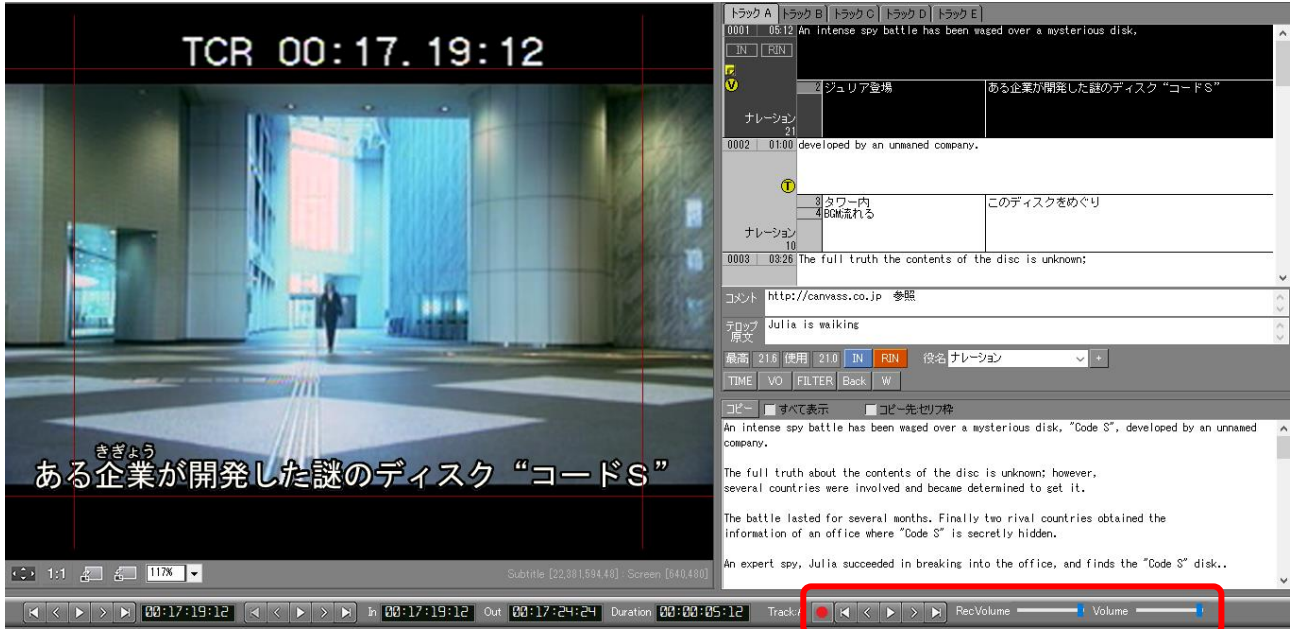 TCR 00:17.19:12
きぎょう
ある企業が開発した謎のディスク“コードS”
1:1
117%
Subtitle [22,381,594,48] : Screen [640,480]
トラック A トラック B トラック C トラック D トラック E
0001 05:12 An intense spy battle has been waged over a mysterious disk,
IN RIN
V
2 ジュリア登場 ある企業が開発した謎のディスク“コードS”
ナレーション
21
0002 01:00 developed by an unmaned company.
T
3 タワー内 このディスクをめぐり
4 BGM流れる
ナレーション
10
0003 03:26 The full truth the contents of the disc is unknown;
コメント http://canvass.co.jp 参照
テロップ原文 Julia is waiking
最高 21.6 使用 21.0 IN RIN 役名 ナレーション +
TIME VO FILTER Back W
コピー すべて表示 コピー先:セリフ枠
An intense spy battle has been waged over a mysterious disk, "Code S", developed by an unnamed
company.
The full truth about the contents of the disc is unknown; however,
several countries were involved and became determined to get it.
The battle lasted for several months. Finally two rival countries obtained the
information of an office where "Code S" is secretly hidden.
An expert spy, Julia succeeded in breaking into the office, and finds the "Code S" disk..
00:17:19:12 In 00:17:19:12 Out 00:17:24:24 Duration 00:00:05:12 Track: RecVolume Volume